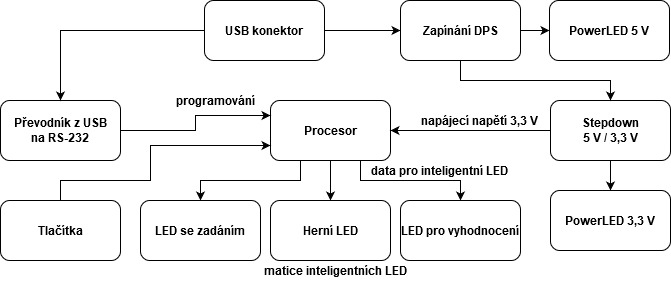 USB konektor
Zapínání DPS
PowerLED 5 V
programování
Převodník z USB
na RS-232
Procesor
napájecí napětí 3,3 V
Stepdown
5 V / 3,3 V
data pro inteligentní LED
Tlačítka
LED se zadáním
Herní LED
LED pro vyhodnocení
PowerLED 3,3 V
matice inteligentních LED